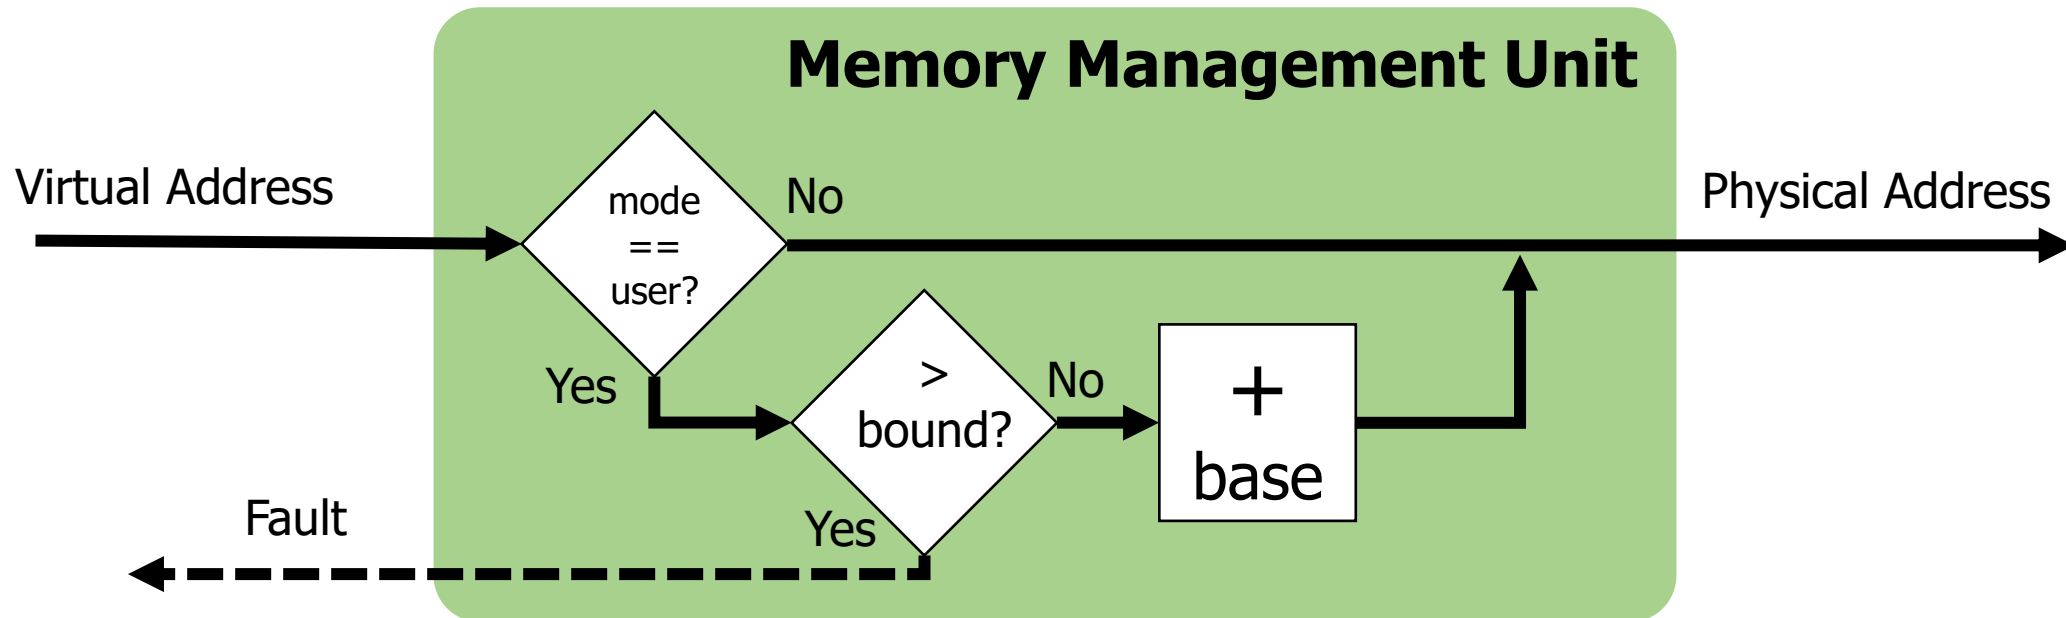 Memory Management Unit
Virtual Address
mode
==
user?
No
Physical Address
Yes
>
bound?
No
+
base
Fault
Yes